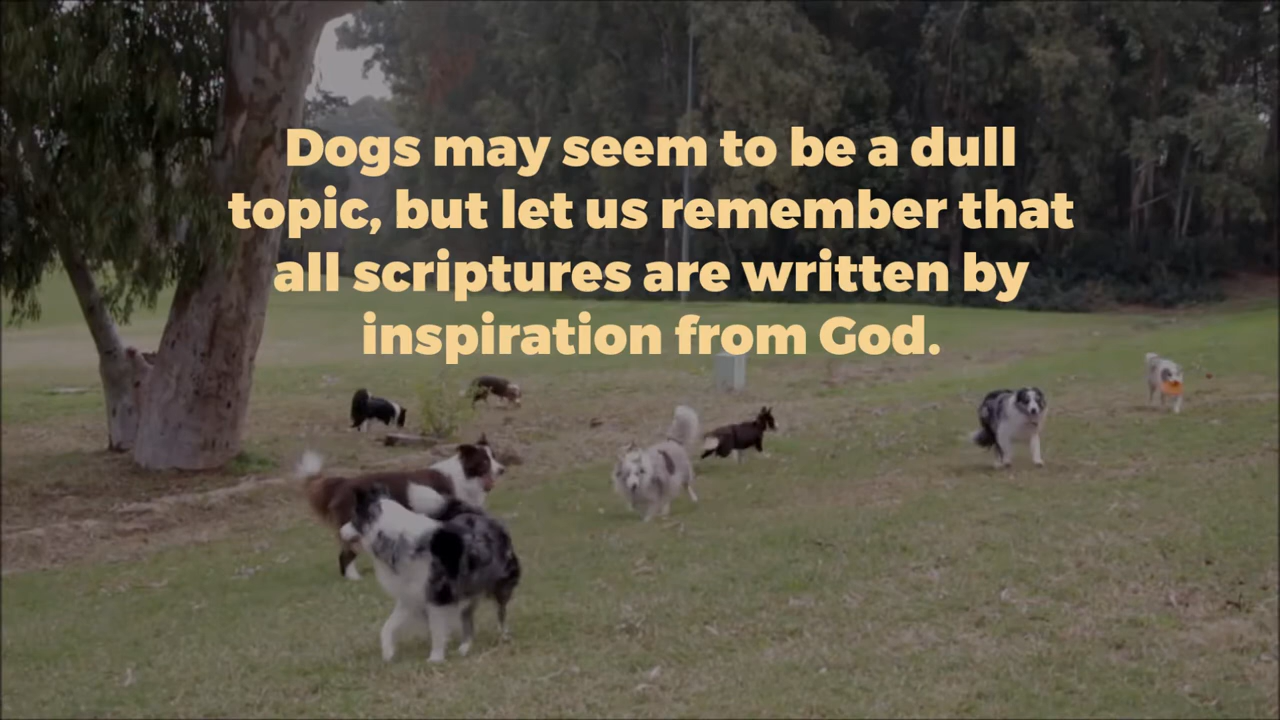 Dogs may seem to be a dull
topic, but let us remember that
all scriptures are written by
inspiration from God.